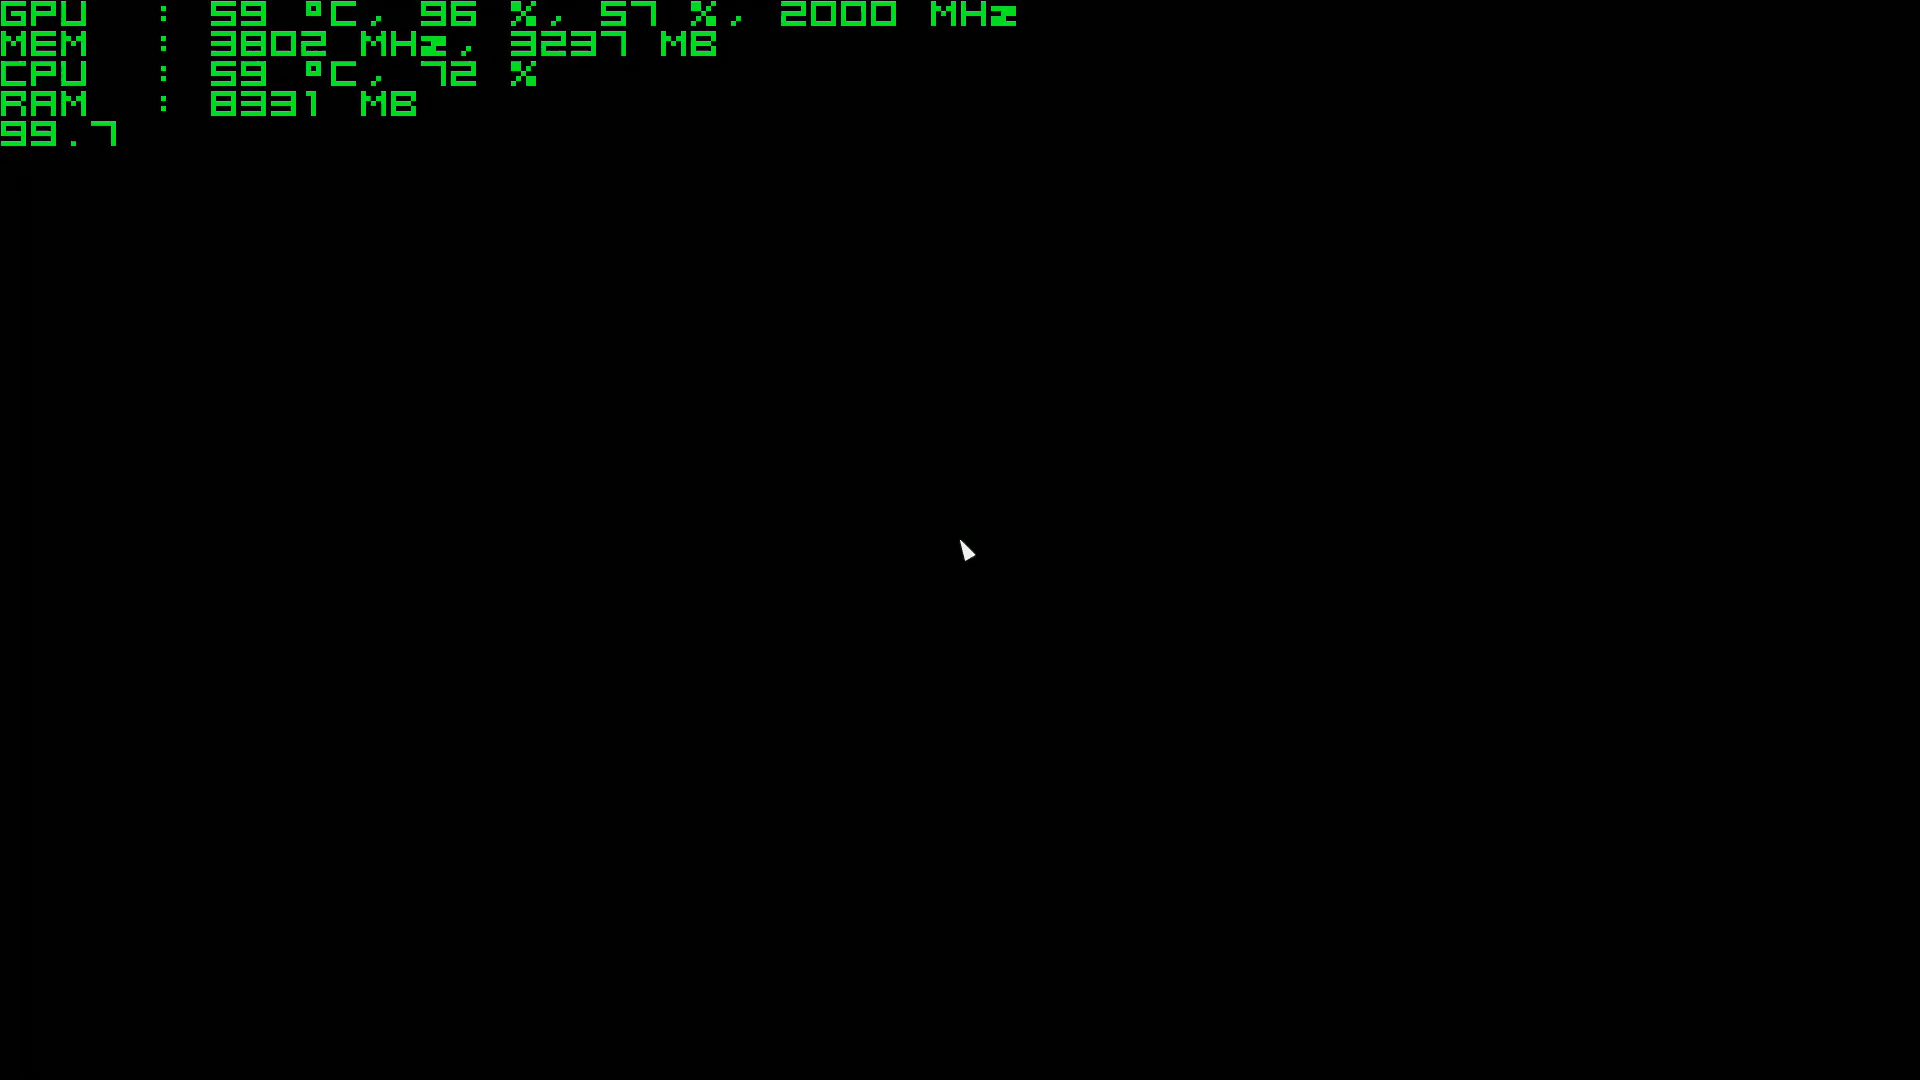 GPU : 59 °C, 96 %, 57 %, 2000 MHz
MEM : 3802 MHz, 3237 MB
CPU : 59 °C, 72 %
RAM : 8331 MB
99.7